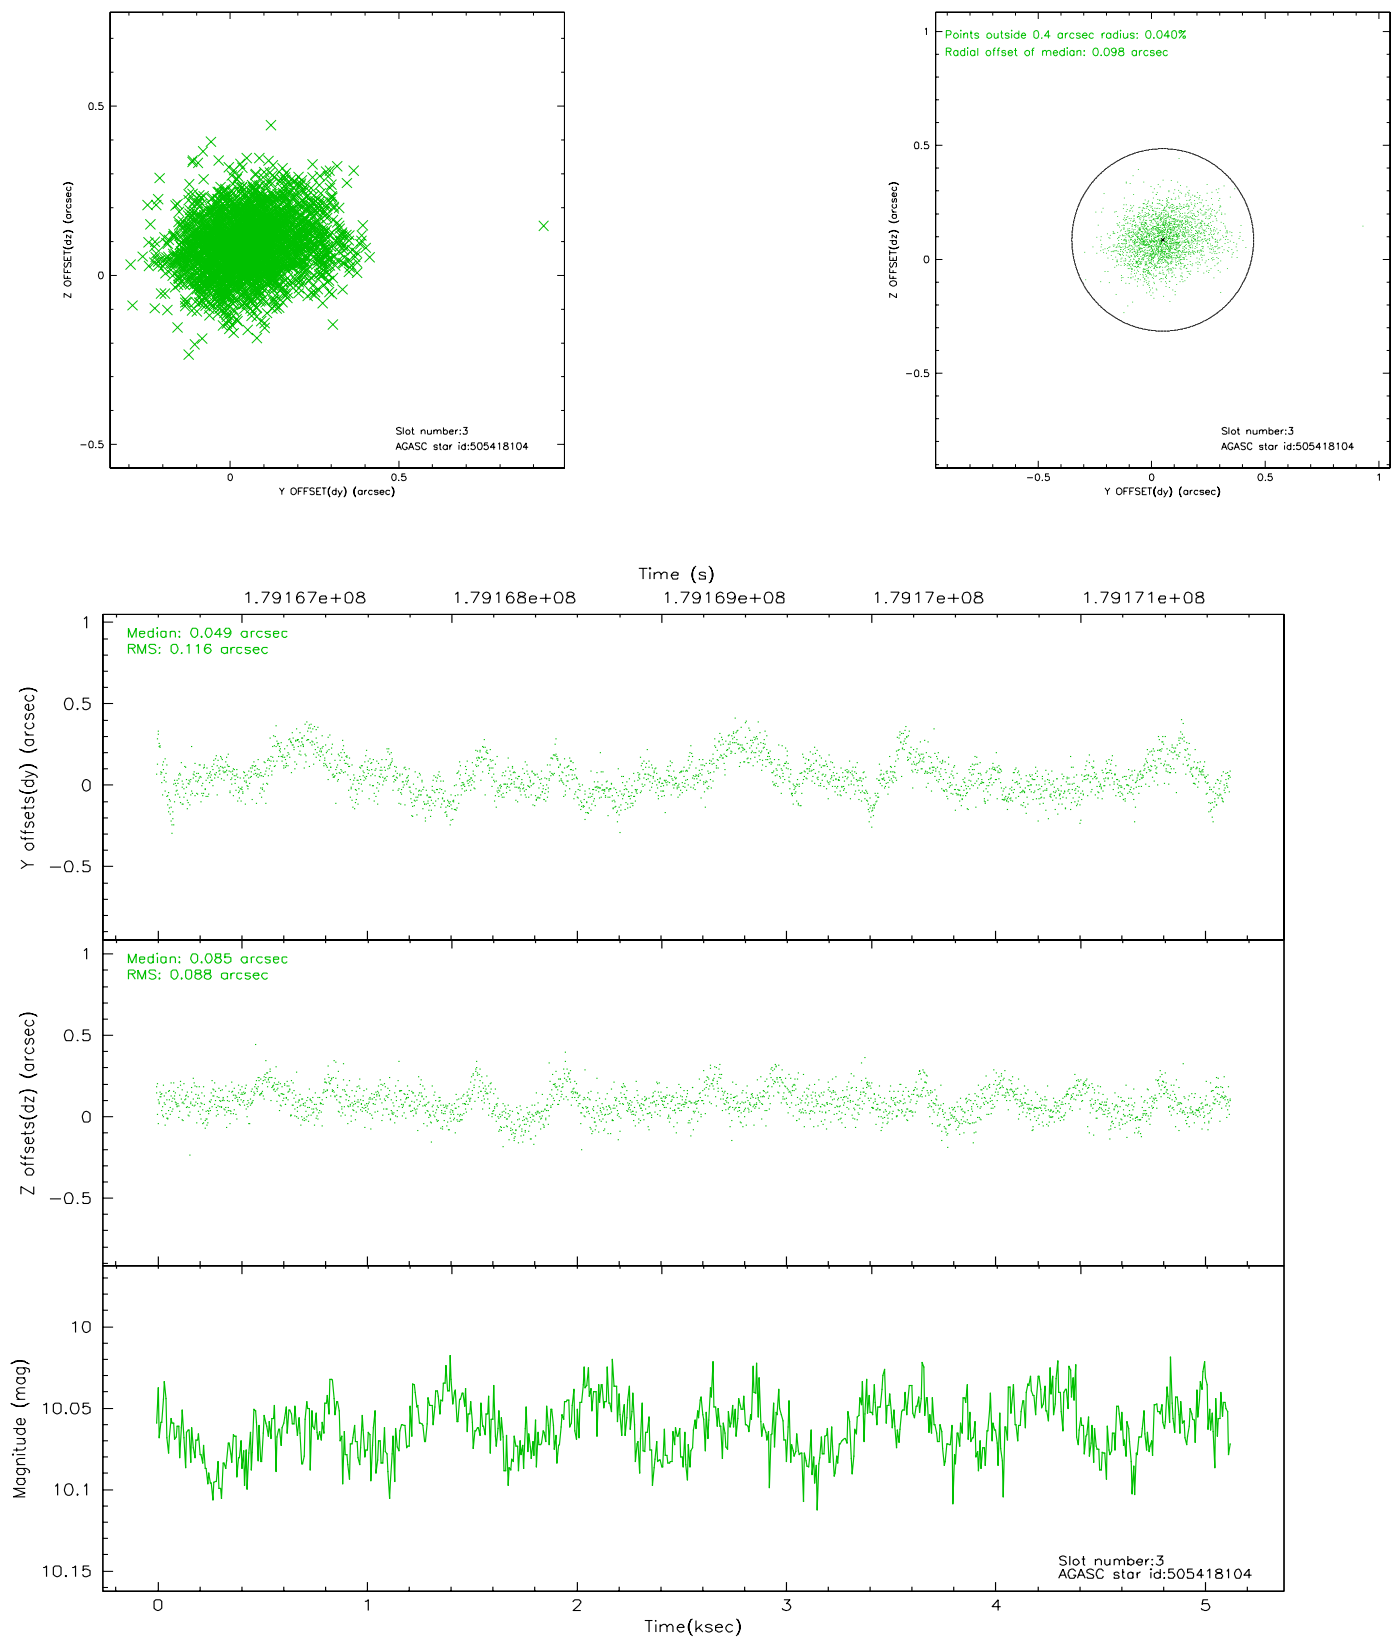 0.5
0
−0.5
Z OFFSET(dz) (arcsec)
Slot number:3
AGASC star id:505418104
0
0.5
Y OFFSET(dy) (arcsec)
Points outside 0.4 arcsec radius: 0.040%
Radial offset of median: 0.098 arcsec
1
0.5
0
−0.5
Z OFFSET(dz) (arcsec)
Slot number:3
AGASC star id:505418104
−0.5
0
0.5
1
Y OFFSET(dy) (arcsec)
Time (s)
1.79167e+08
1.79168e+08
1.79169e+08
1.7917e+08
1.79171e+08
Median: 0.049 arcsec
RMS: 0.116 arcsec
1
0.5
0
−0.5
Y offsets(dy) (arcsec)
Median: 0.085 arcsec
RMS: 0.088 arcsec
1
0.5
0
−0.5
Z offsets(dz) (arcsec)
10
10.05
10.1
10.15
Magnitude (mag)
Slot number:3
AGASC star id:505418104
0
1
2
3
4
5
Time(ksec)